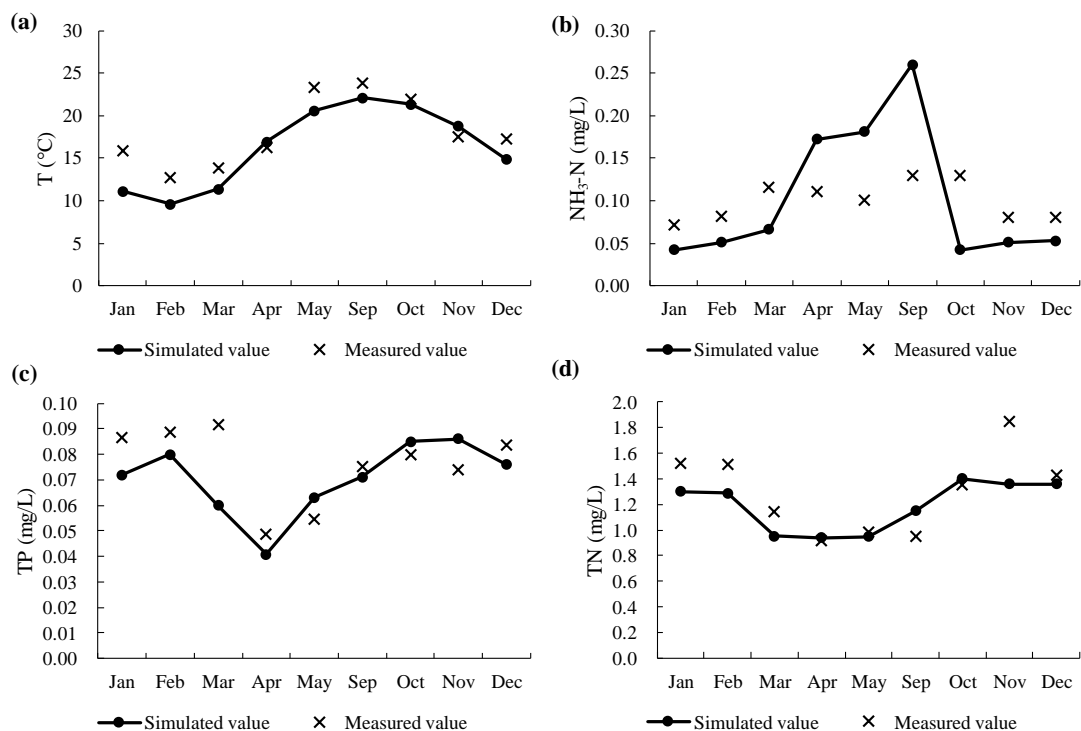 (a)
T (°C)
30
25
20
15
10
5
0
Jan Feb Mar Apr May Sep Oct Nov Dec
Simulated value Measured value
(b)
NH₃-N (mg/L)
0.30
0.25
0.20
0.15
0.10
0.05
0.00
Jan Feb Mar Apr May Sep Oct Nov Dec
Simulated value Measured value
(c)
TP (mg/L)
0.10
0.09
0.08
0.07
0.06
0.05
0.04
0.03
0.02
0.01
0.00
Jan Feb Mar Apr May Sep Oct Nov Dec
Simulated value Measured value
(d)
TN (mg/L)
2.0
1.8
1.6
1.4
1.2
1.0
0.8
0.6
0.4
0.2
0.0
Jan Feb Mar Apr May Sep Oct Nov Dec
Simulated value Measured value